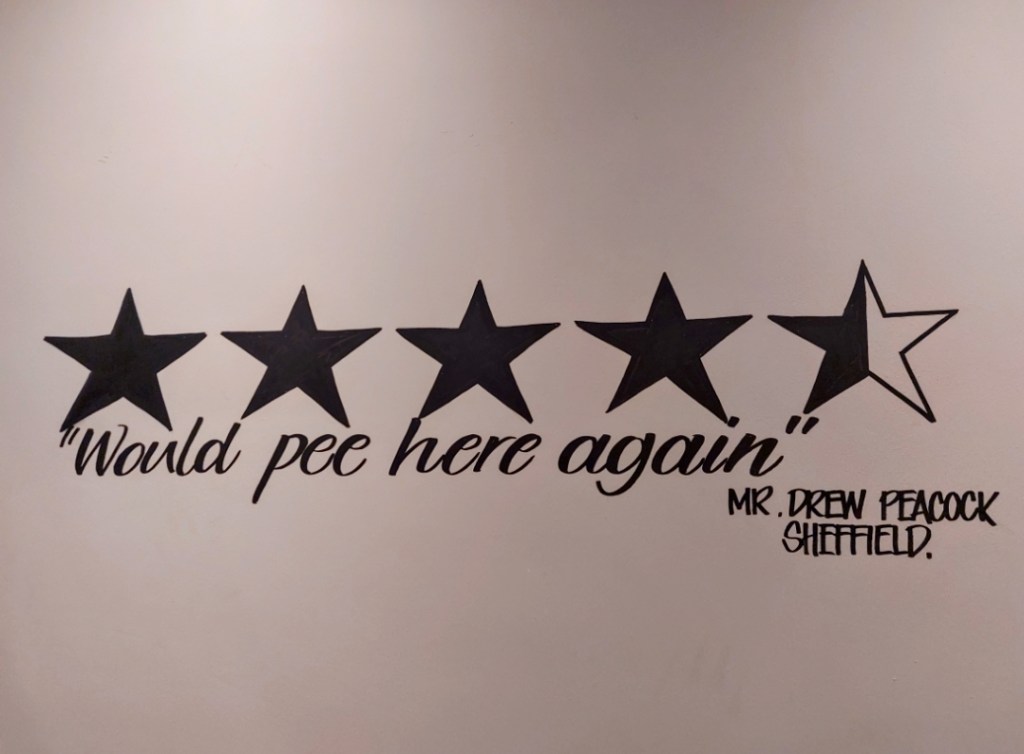 "Would pee here again"
MR. DREW PEACOCK
SHEFFIELD.